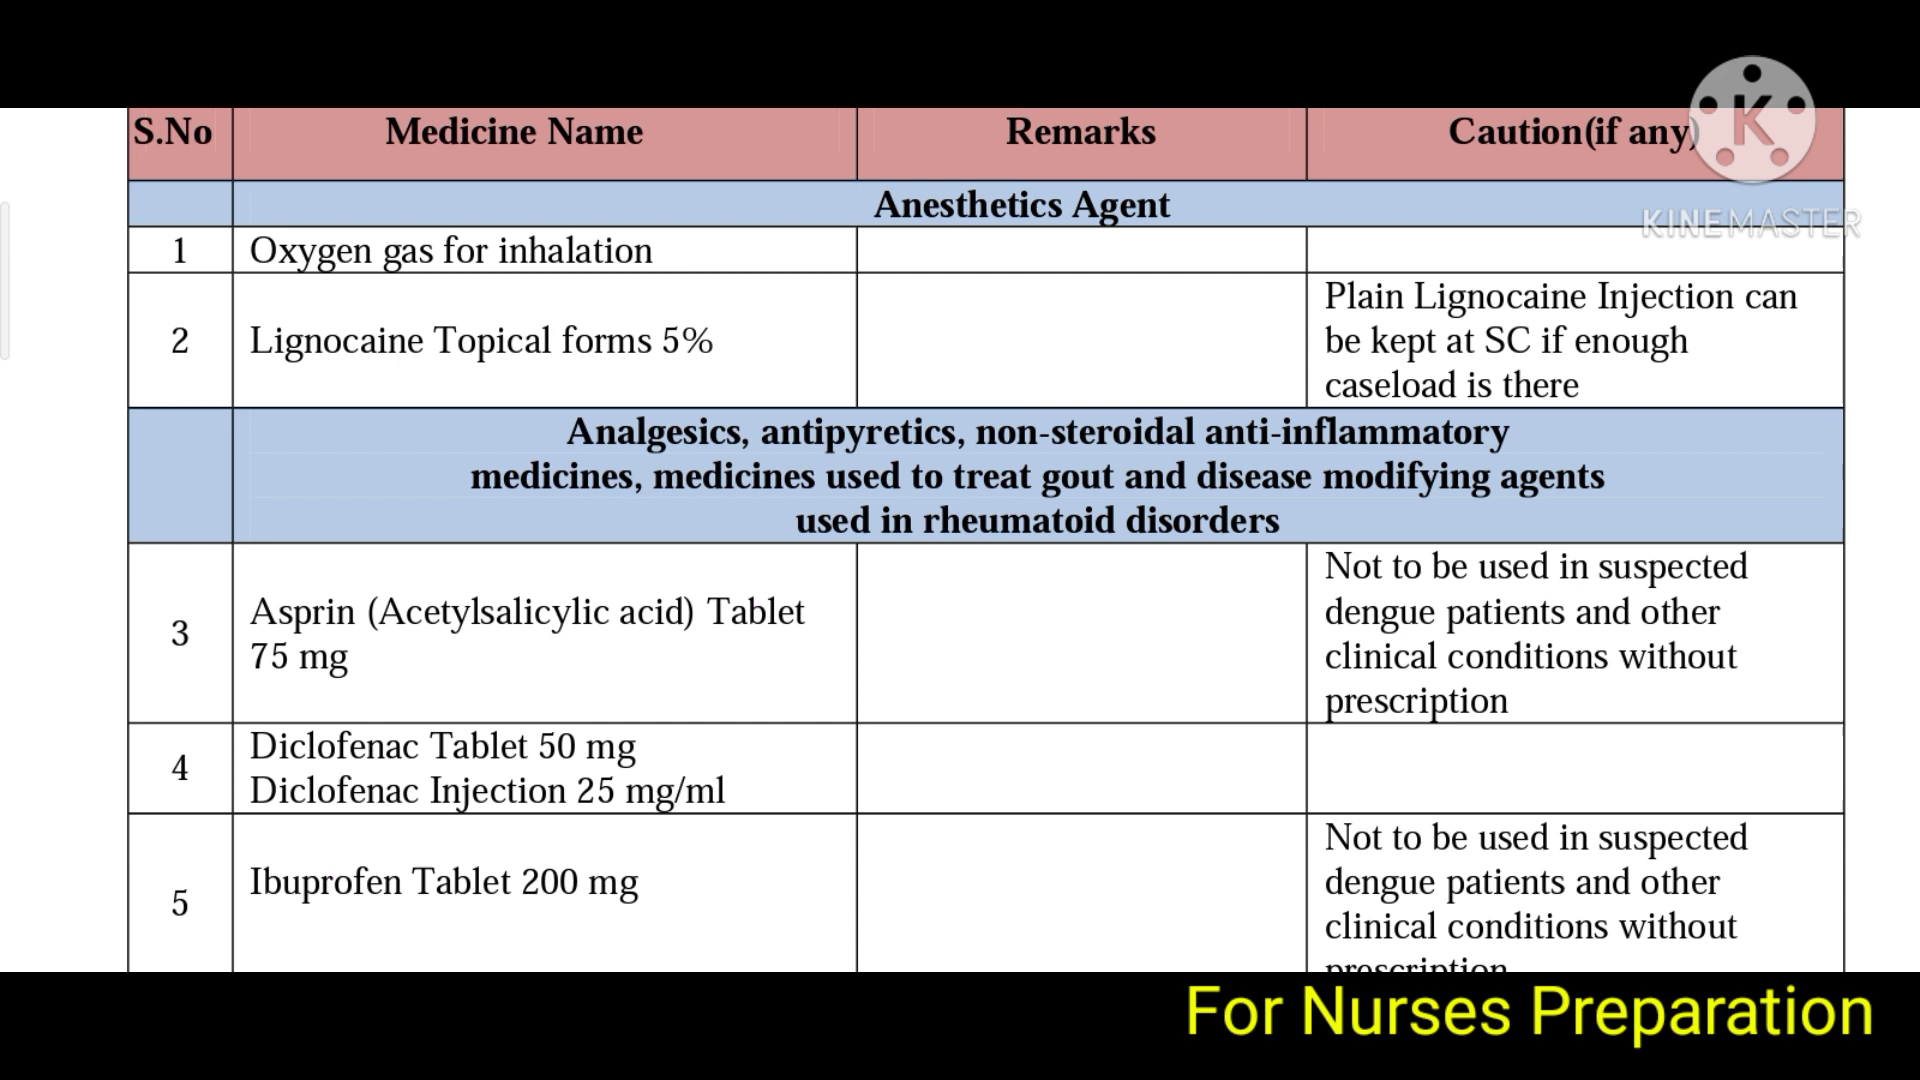 S.No Medicine Name Remarks Caution(if any)
K
KINEMASTER
Anesthetics Agent
1 Oxygen gas for inhalation
2 Lignocaine Topical forms 5%
Plain Lignocaine Injection can
be kept at SC if enough
caseload is there
Analgesics, antipyretics, non-steroidal anti-inflammatory
medicines, medicines used to treat gout and disease modifying agents
used in rheumatoid disorders
3
Asprin (Acetylsalicylic acid) Tablet
75 mg
Not to be used in suspected
dengue patients and other
clinical conditions without
prescription
4
Diclofenac Tablet 50 mg
Diclofenac Injection 25 mg/ml
5
Ibuprofen Tablet 200 mg
Not to be used in suspected
dengue patients and other
clinical conditions without
prescription
For Nurses Preparation